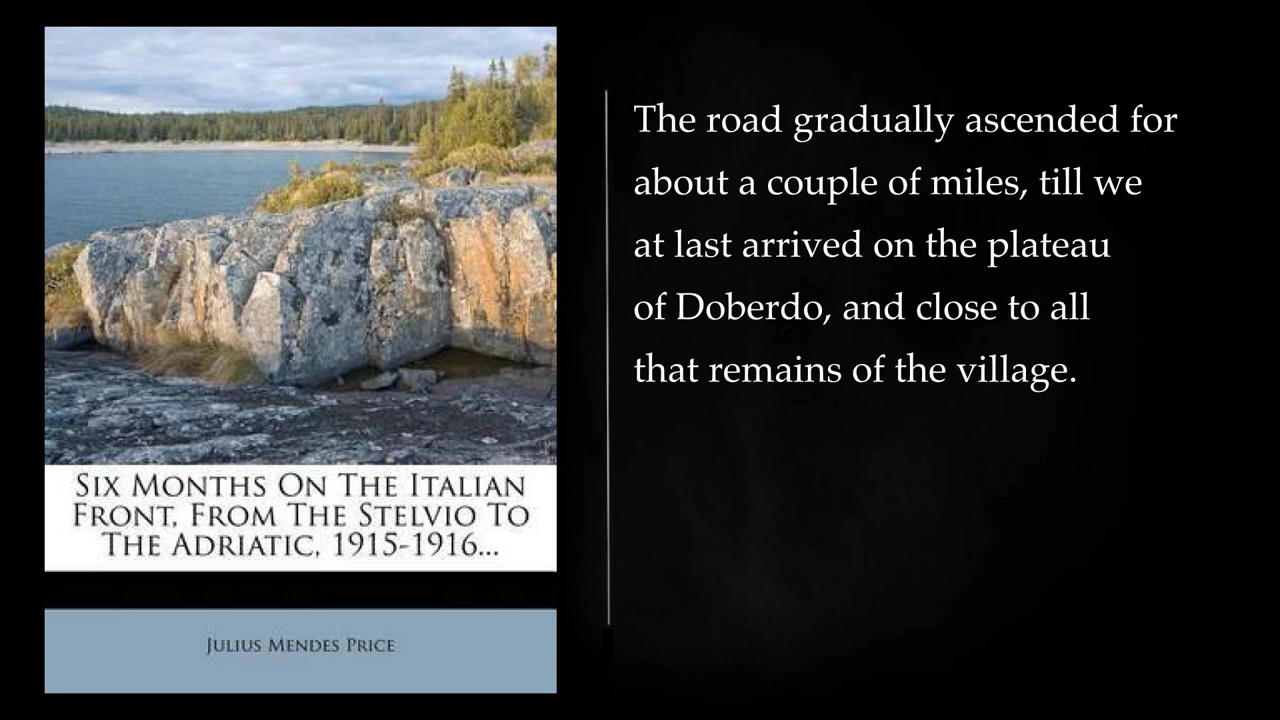 Six Months On The Italian
Front, From The Stelvio To
The Adriatic, 1915-1916...
Julius Mendes Price
The road gradually ascended for
about a couple of miles, till we
at last arrived on the plateau
of Doberdo, and close to all
that remains of the village.